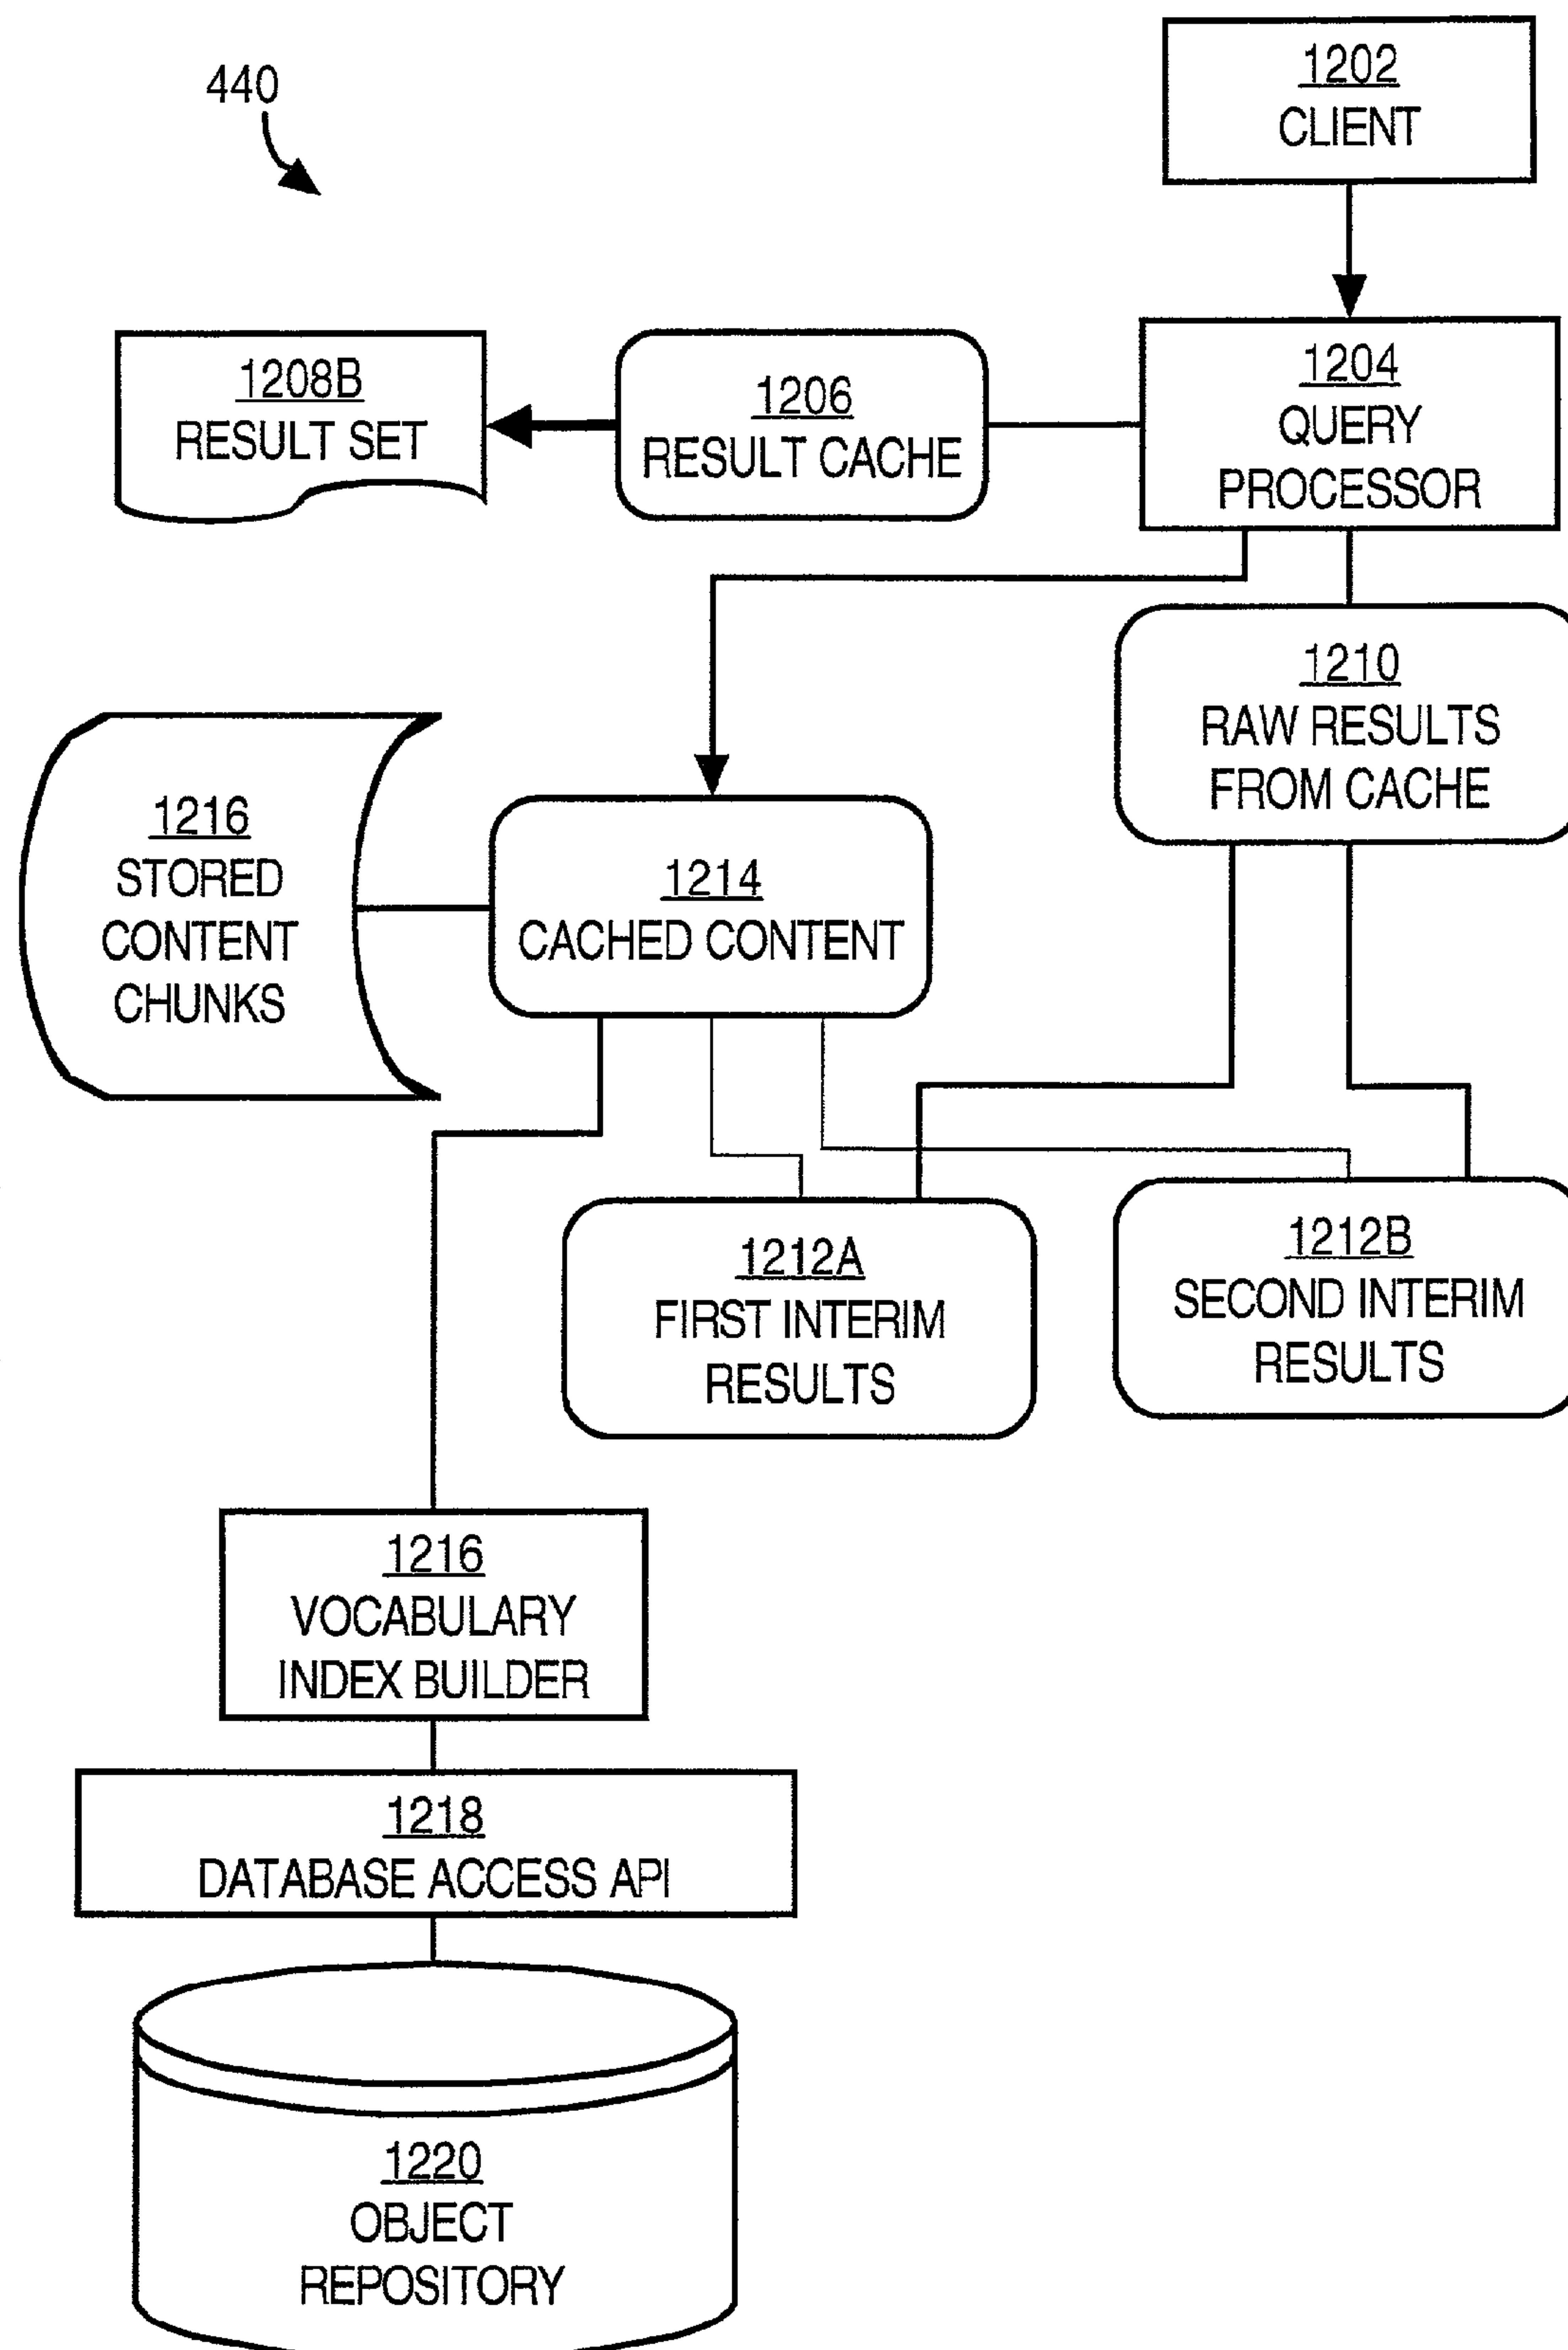 440
1202
CLIENT
1208B
RESULT SET
1206
RESULT CACHE
1204
QUERY
PROCESSOR
1210
RAW RESULTS
FROM CACHE
1216
STORED
CONTENT
CHUNKS
1214
CACHED CONTENT
1212A
FIRST INTERIM
RESULTS
1212B
SECOND INTERIM
RESULTS
1216
VOCABULARY
INDEX BUILDER
1218
DATABASE ACCESS API
1220
OBJECT
REPOSITORY